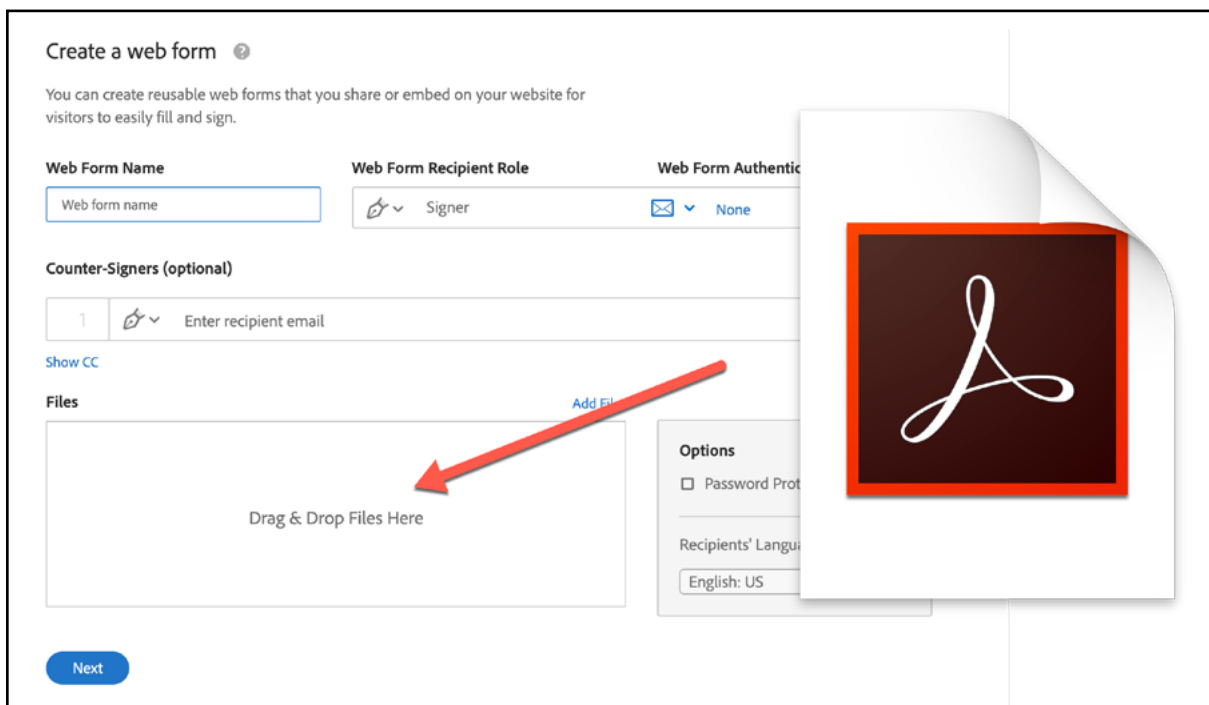 Create a web form ?
You can create reusable web forms that you share or embed on your website for
visitors to easily fill and sign.
Web Form Name Web Form Recipient Role Web Form Authentic
Web form name Signer None
Counter-Signers (optional)
1 Enter recipient email
Show CC
Files Add Fil
Options
Password Prot
Drag & Drop Files Here
Recipients' Langua
English: US
Next